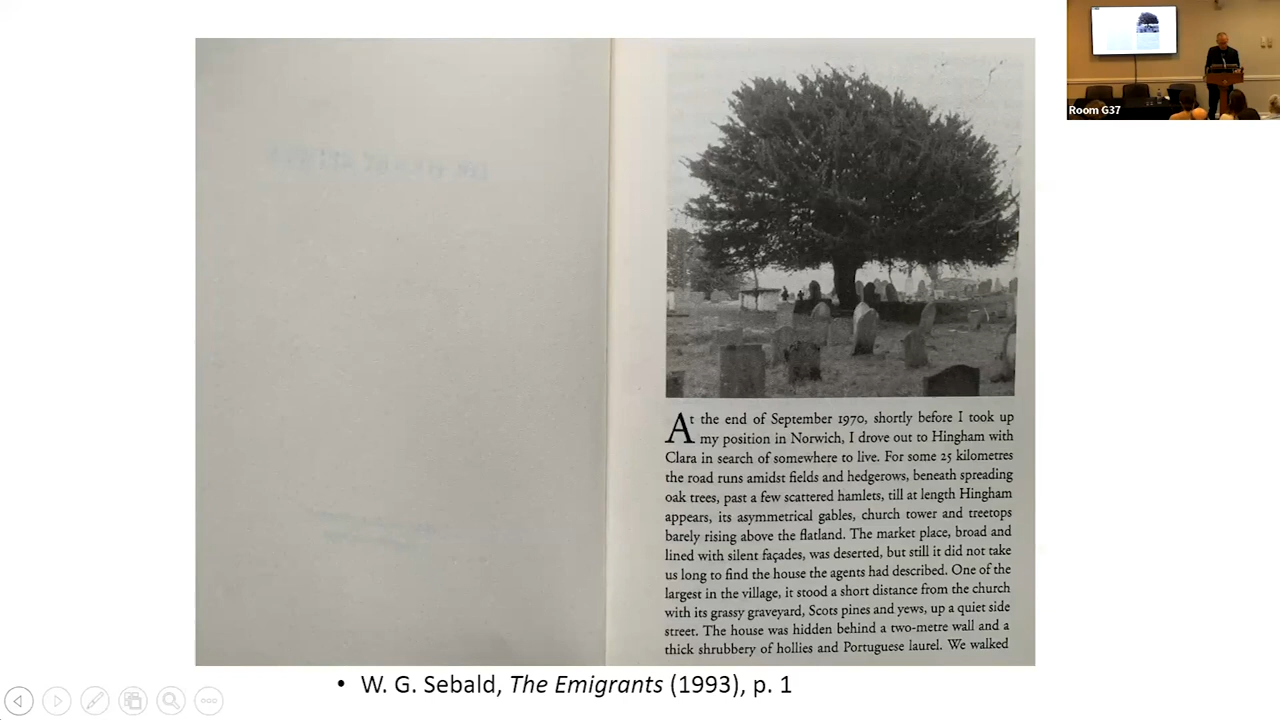 Room G37
At the end of September 1970, shortly before I took up
my position in Norwich, I drove out to Hingham with
Clara in search of somewhere to live. For some 25 kilometres
the road runs amidst fields and hedgerows, beneath spreading
oak trees, past a few scattered hamlets, till at length Hingham
appears, its asymmetrical gables, church tower and treetops
barely rising above the flatland. The market place, broad and
lined with silent façades, was deserted, but still it did not take
us long to find the house the agents had described. One of the
largest in the village, it stood a short distance from the church
with its grassy graveyard, Scots pines and yews, up a quiet side
street. The house was hidden behind a two-metre wall and a
thick shrubbery of hollies and Portuguese laurel. We walked
• W. G. Sebald, The Emigrants (1993), p. 1